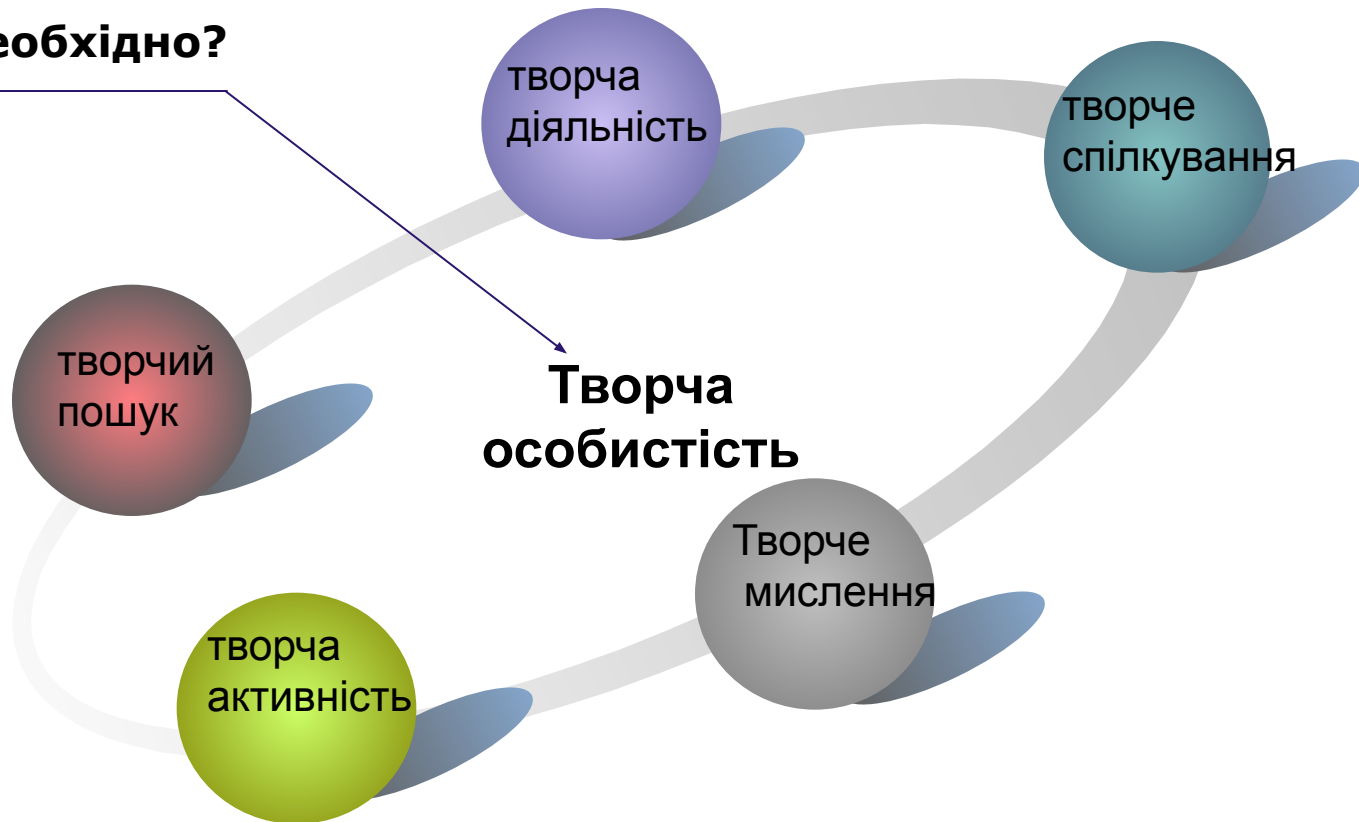 еобхідно?
творча
діяльність
творче
спілкування
творчий
пошук
Творча
особистість
Творче
мислення
творча
активність